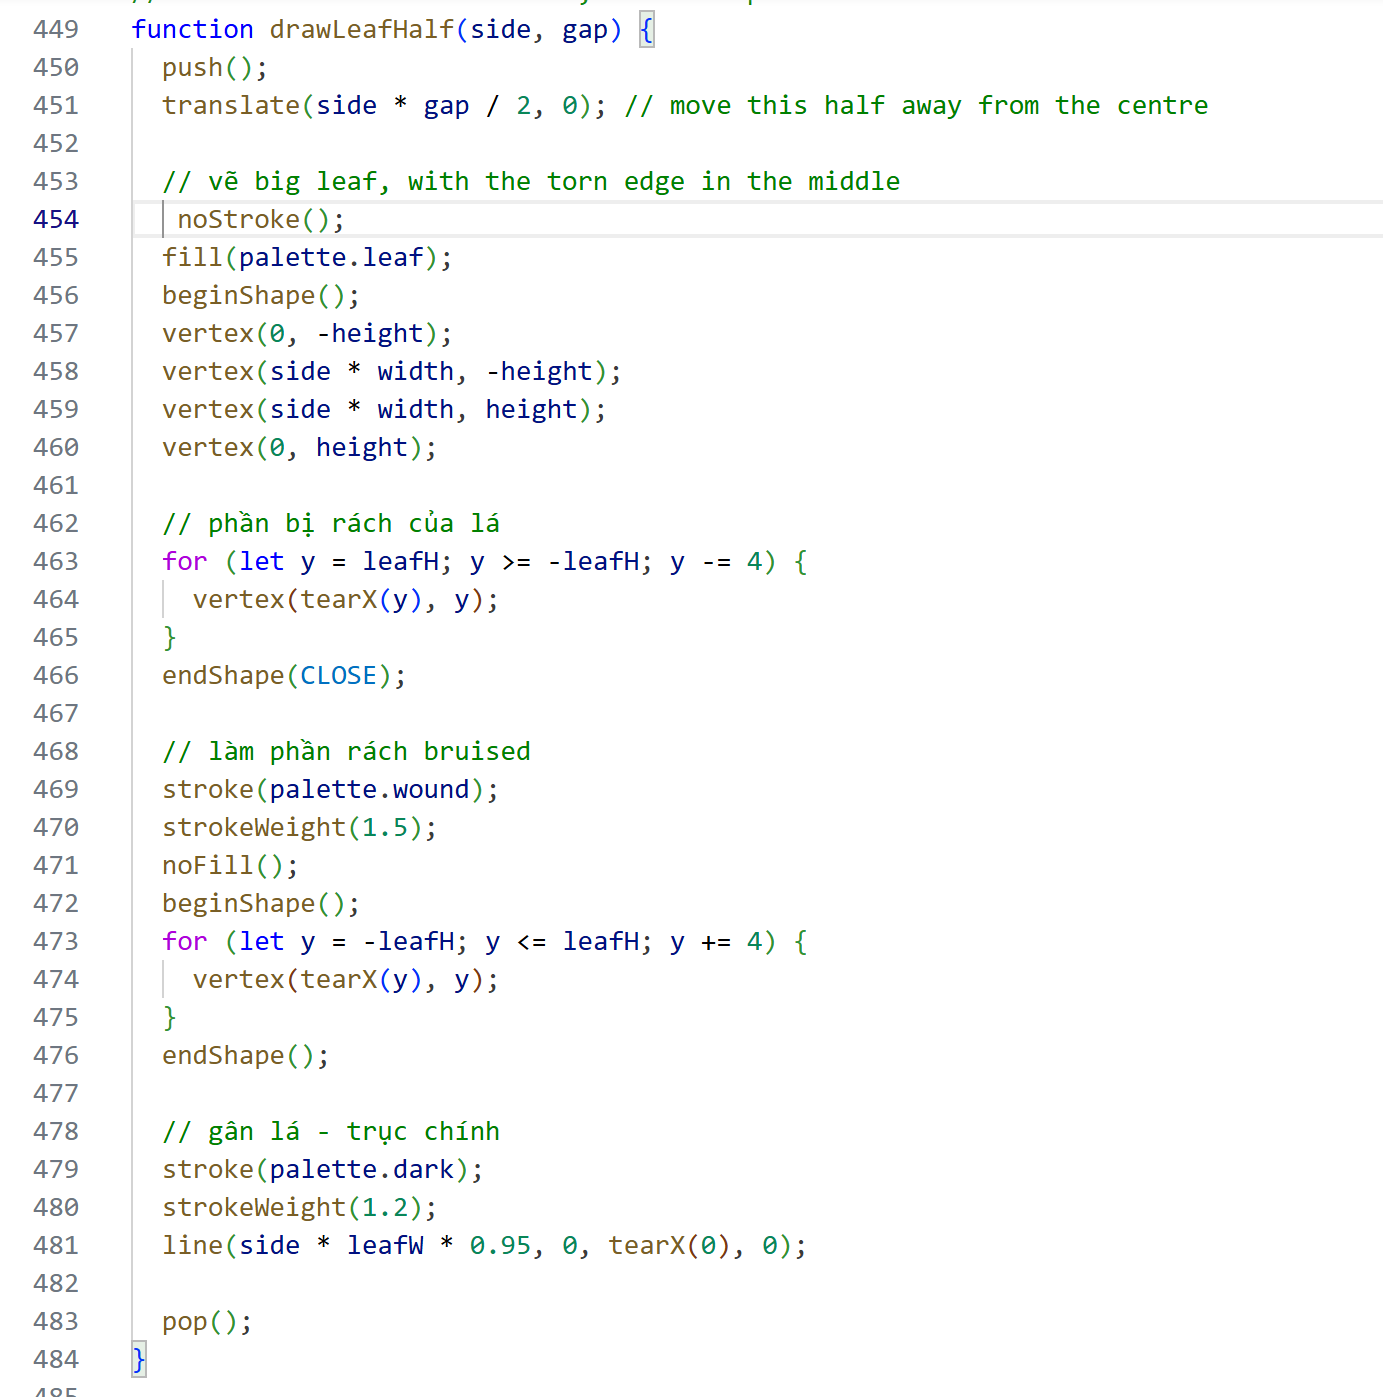 449 function drawLeafHalf(side, gap) {
450 push();
451 translate(side * gap / 2, 0); // move this half away from the centre
452
453 // vẽ big leaf, with the torn edge in the middle
454 noStroke();
455 fill(palette.leaf);
456 beginShape();
457 vertex(0, -height);
458 vertex(side * width, -height);
459 vertex(side * width, height);
460 vertex(0, height);
461
462 // phần bị rách của lá
463 for (let y = leafH; y >= -leafH; y -= 4) {
464 vertex(tearX(y), y);
465 }
466 endShape(CLOSE);
467
468 // làm phần rách bruised
469 stroke(palette.wound);
470 strokeWeight(1.5);
471 noFill();
472 beginShape();
473 for (let y = -leafH; y <= leafH; y += 4) {
474 vertex(tearX(y), y);
475 }
476 endShape();
477
478 // gân lá - trục chính
479 stroke(palette.dark);
480 strokeWeight(1.2);
481 line(side * leafW * 0.95, 0, tearX(0), 0);
482
483 pop();
484 }
485